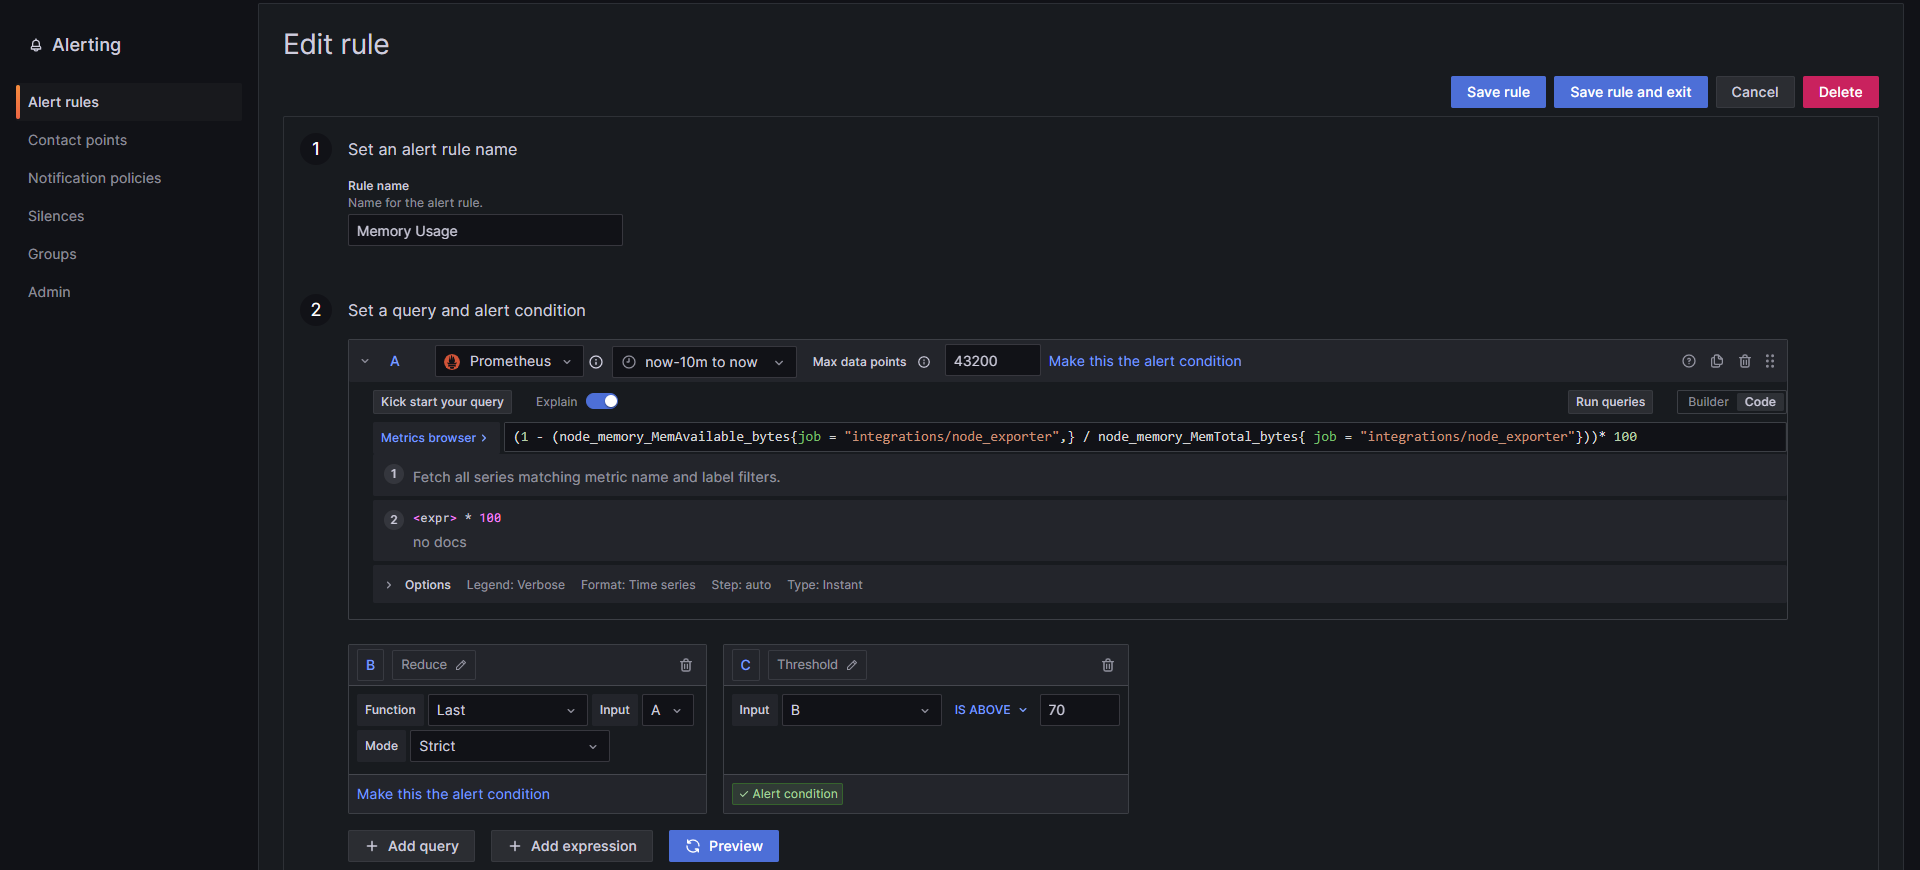 Alerting
Alert rules
Contact points
Notification policies
Silences
Groups
Admin
Edit rule
Save rule
Save rule and exit
Cancel
Delete
1 Set an alert rule name
Rule name
Name for the alert rule.
Memory Usage
2 Set a query and alert condition
A Prometheus now-10m to now Max data points 43200 Make this the alert condition
Kick start your query Explain Run queries Builder Code
Metrics browser > (1 - (node_memory_MemAvailable_bytes{job = "integrations/node_exporter",} / node_memory_MemTotal_bytes{ job = "integrations/node_exporter"}))* 100
1 Fetch all series matching metric name and label filters.
2 <expr> * 100
no docs
> Options Legend: Verbose Format: Time series Step: auto Type: Instant
B Reduce
Function Last Input A
Mode Strict
Make this the alert condition
C Threshold
Input B IS ABOVE 70
✓ Alert condition
+ Add query
+ Add expression
Preview